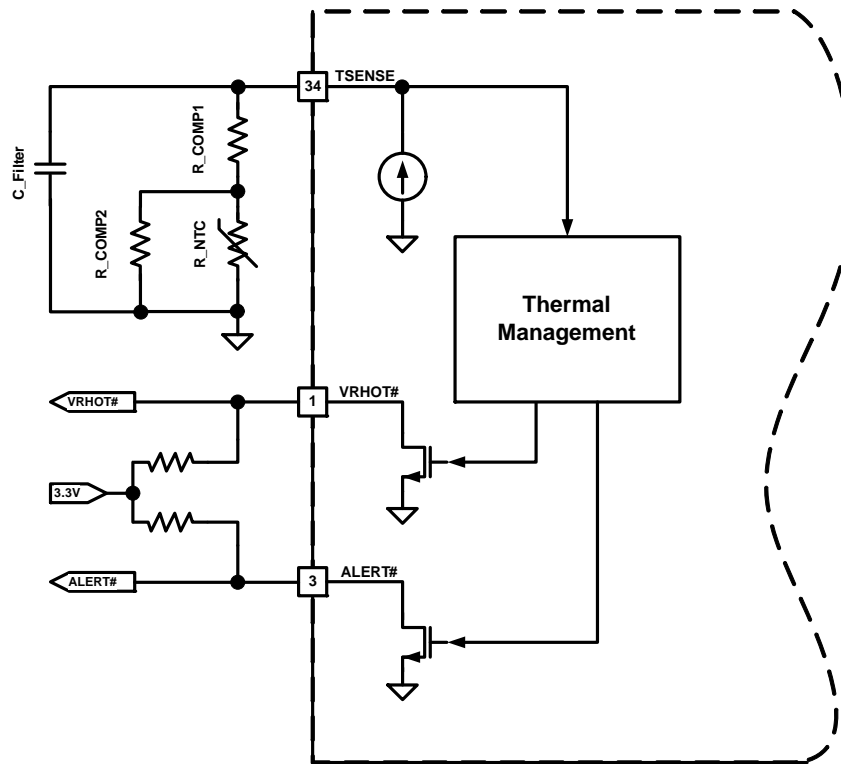 34
TSENSE
R_COMP1
C_Filter
R_COMP2
R_NTC
Thermal
Management
VRHOT#
1
VRHOT#
3.3V
ALERT#
3
ALERT#